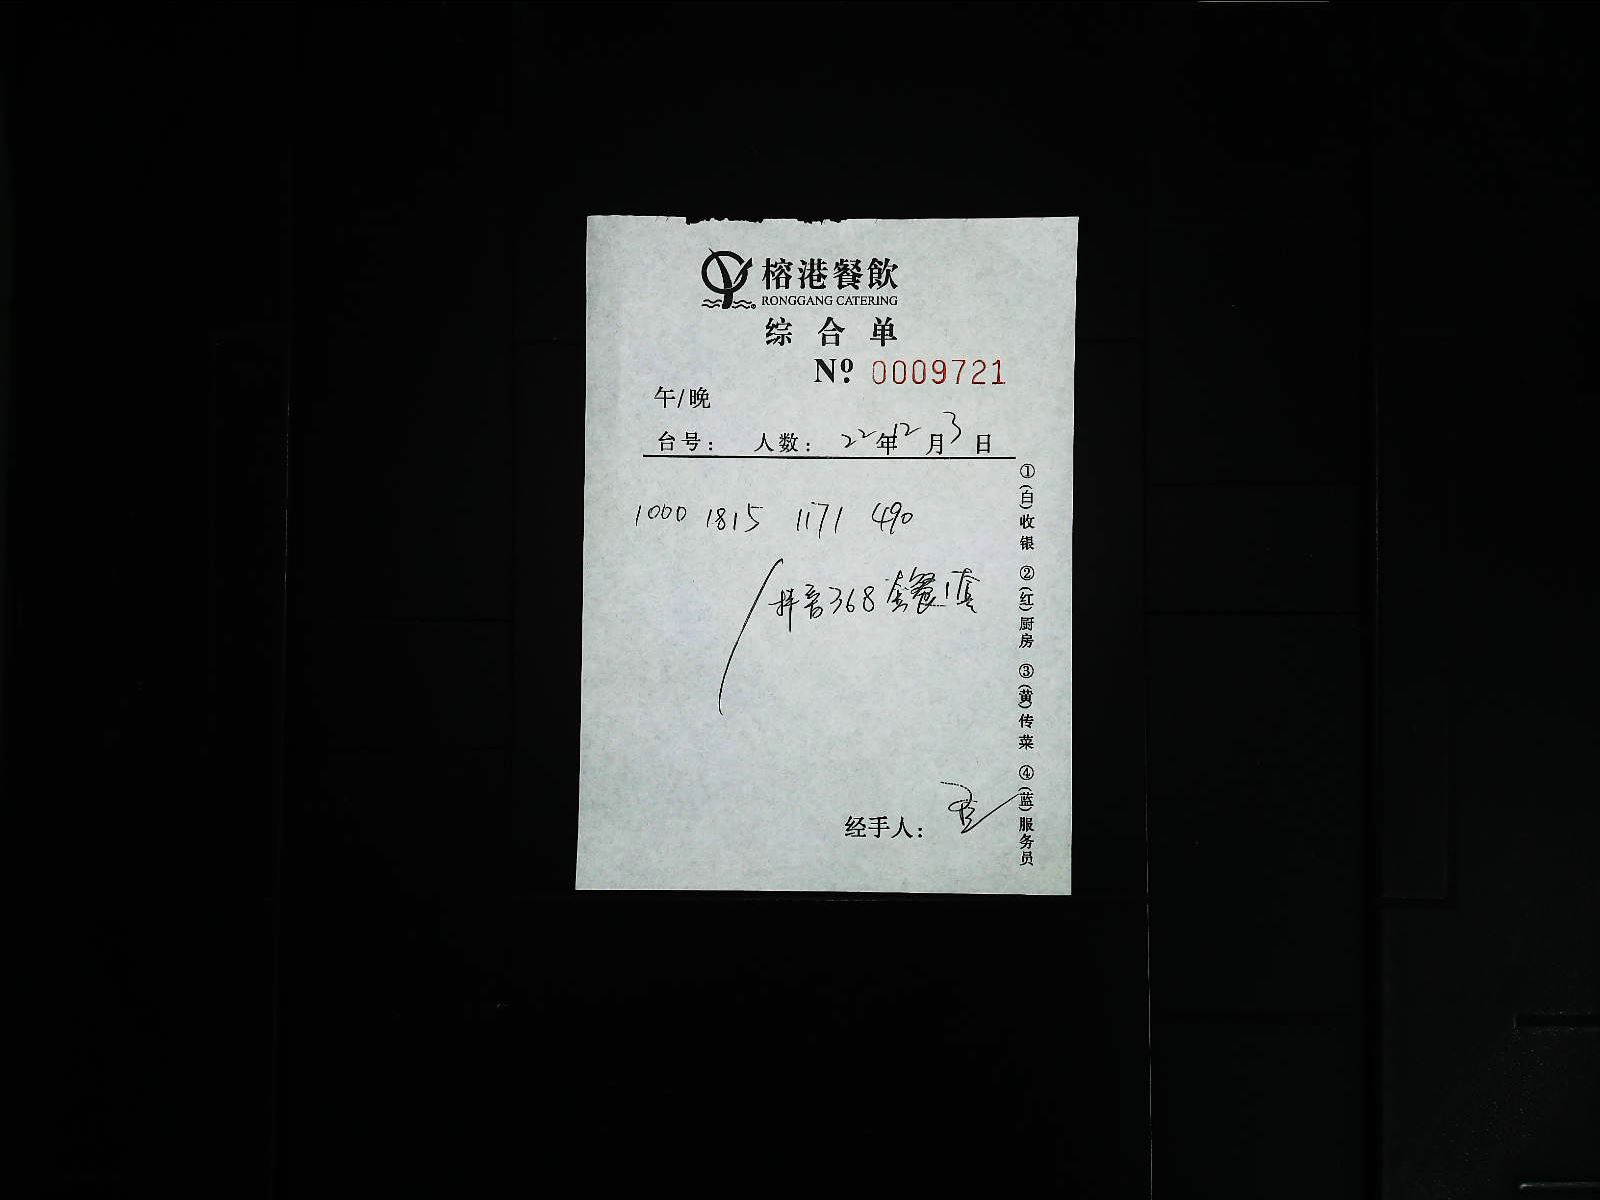 榕港餐飲
RONGGANG CATERING
综合单
Nº. 0009721
午/晚
台号： 人数： 22年12月3日
1000 1815 1171 490
抖音368套餐1套
经手人：
①(白)收银 ②(红)厨房 ③(黄)传菜 ④(蓝)服务员